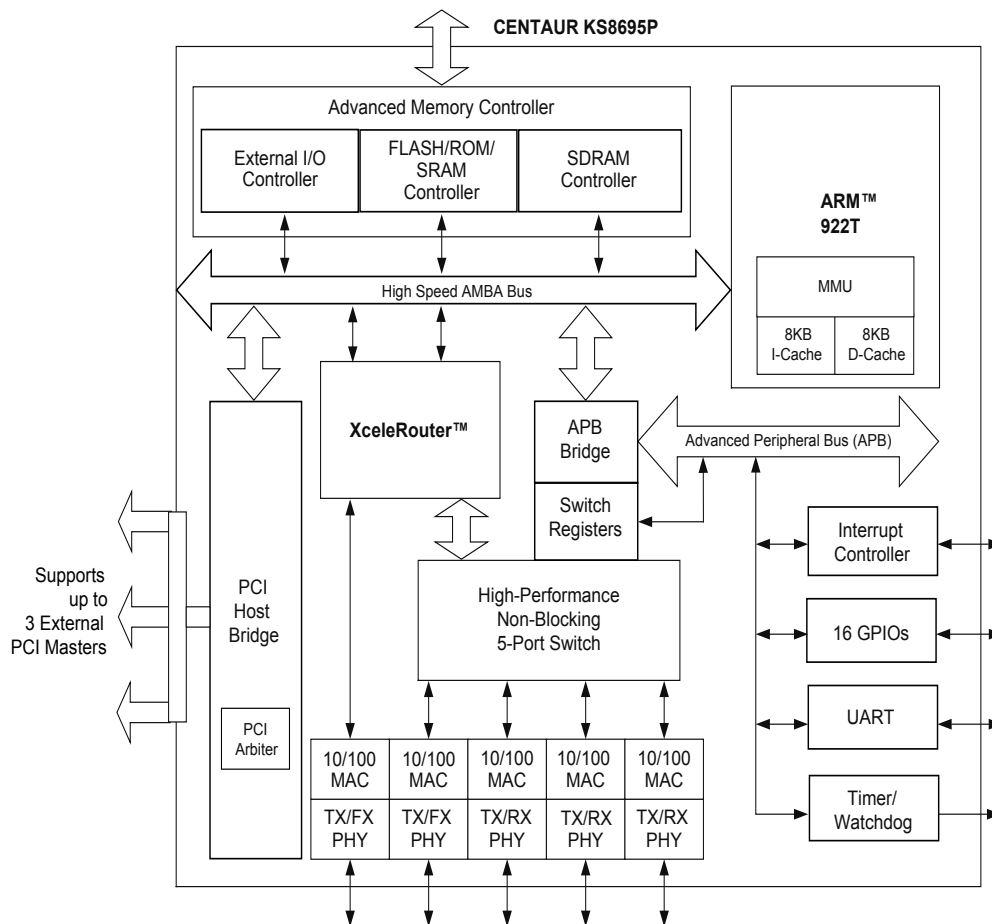 CENTAUR KS8695P
Advanced Memory Controller
External I/O
Controller
FLASH/ROM/
SRAM
Controller
SDRAM
Controller
ARM™
922T
MMU
8KB
I-Cache
8KB
D-Cache
High Speed AMBA Bus
XceleRouter™
APB
Bridge
Advanced Peripheral Bus (APB)
Switch
Registers
Supports
up to
3 External
PCI Masters
PCI
Host
Bridge
PCI
Arbiter
High-Performance
Non-Blocking
5-Port Switch
Interrupt
Controller
16 GPIOs
UART
Timer/
Watchdog
10/100
MAC
10/100
MAC
10/100
MAC
10/100
MAC
10/100
MAC
TX/FX
PHY
TX/FX
PHY
TX/RX
PHY
TX/RX
PHY
TX/RX
PHY